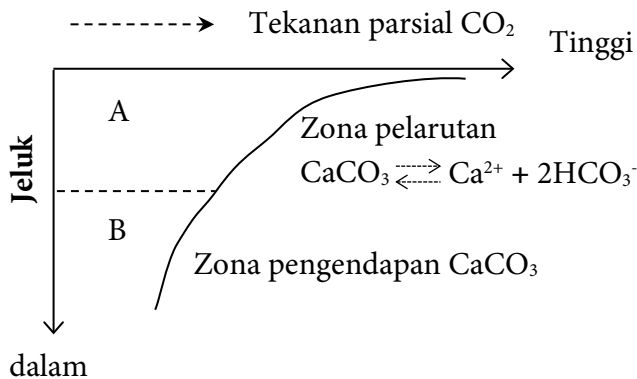 Tekanan parsial CO₂
Tinggi
Jeluk
A
Zona pelarutan
CaCO₃ ⇌ Ca²⁺ + 2HCO₃⁻
B
Zona pengendapan CaCO₃
dalam